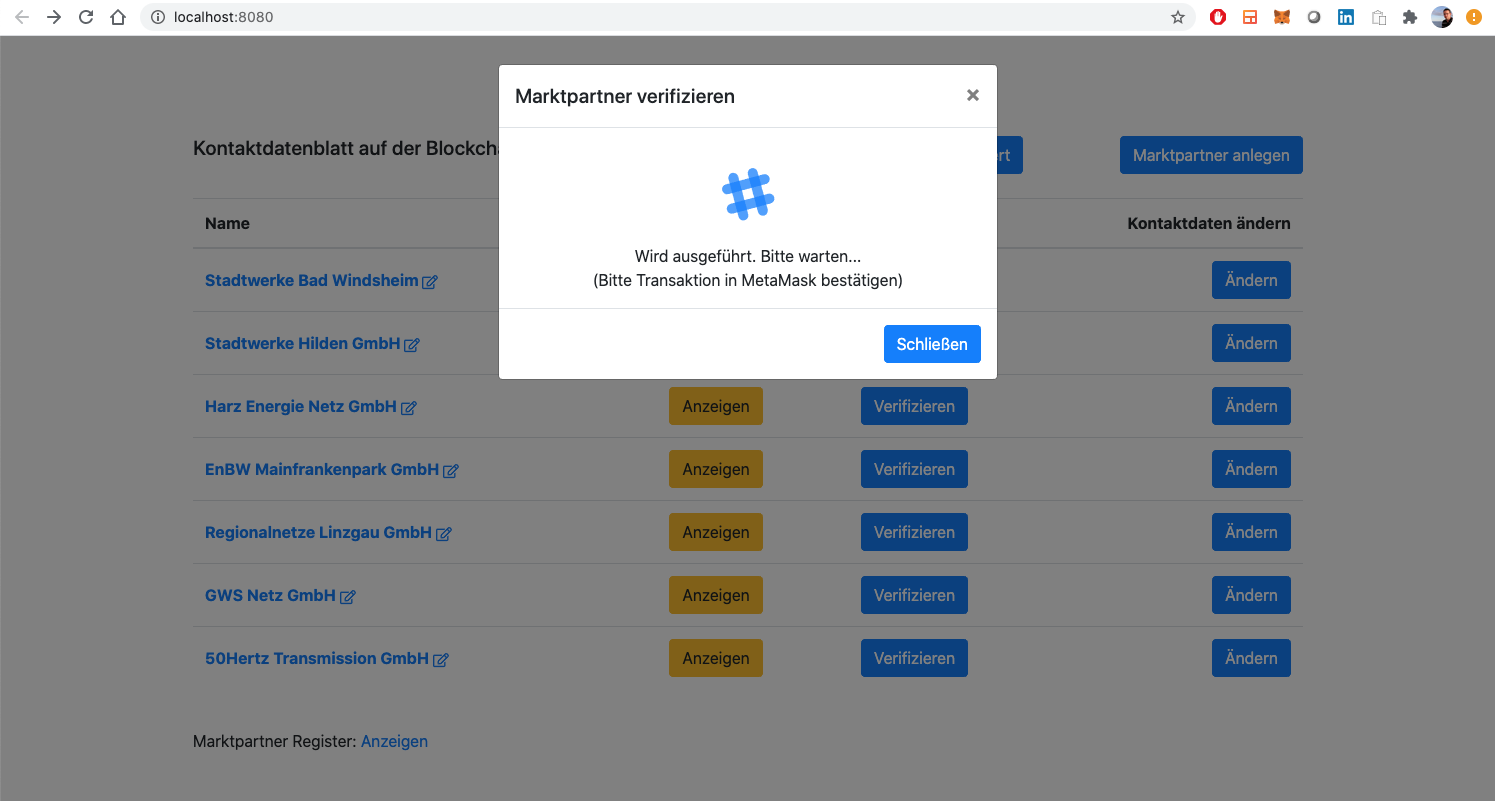 localhost:8080
Marktpartner verifizieren ×
Kontaktdatenblatt auf der
Marktpartner anlegen
Wird ausgeführt. Bitte warten...
(Bitte Transaktion in MetaMask bestätigen)
Schließen
Name Kontaktdaten ändern
Stadtwerke Bad Windsheim Ändern
Stadtwerke Hilden GmbH Ändern
Harz Energie Netz GmbH Anzeigen Verifizieren Ändern
EnBW Mainfrankenpark GmbH Anzeigen Verifizieren Ändern
Regionalnetze Linzgau GmbH Anzeigen Verifizieren Ändern
GWS Netz GmbH Anzeigen Verifizieren Ändern
50Hertz Transmission GmbH Anzeigen Verifizieren Ändern
Marktpartner Register: Anzeigen